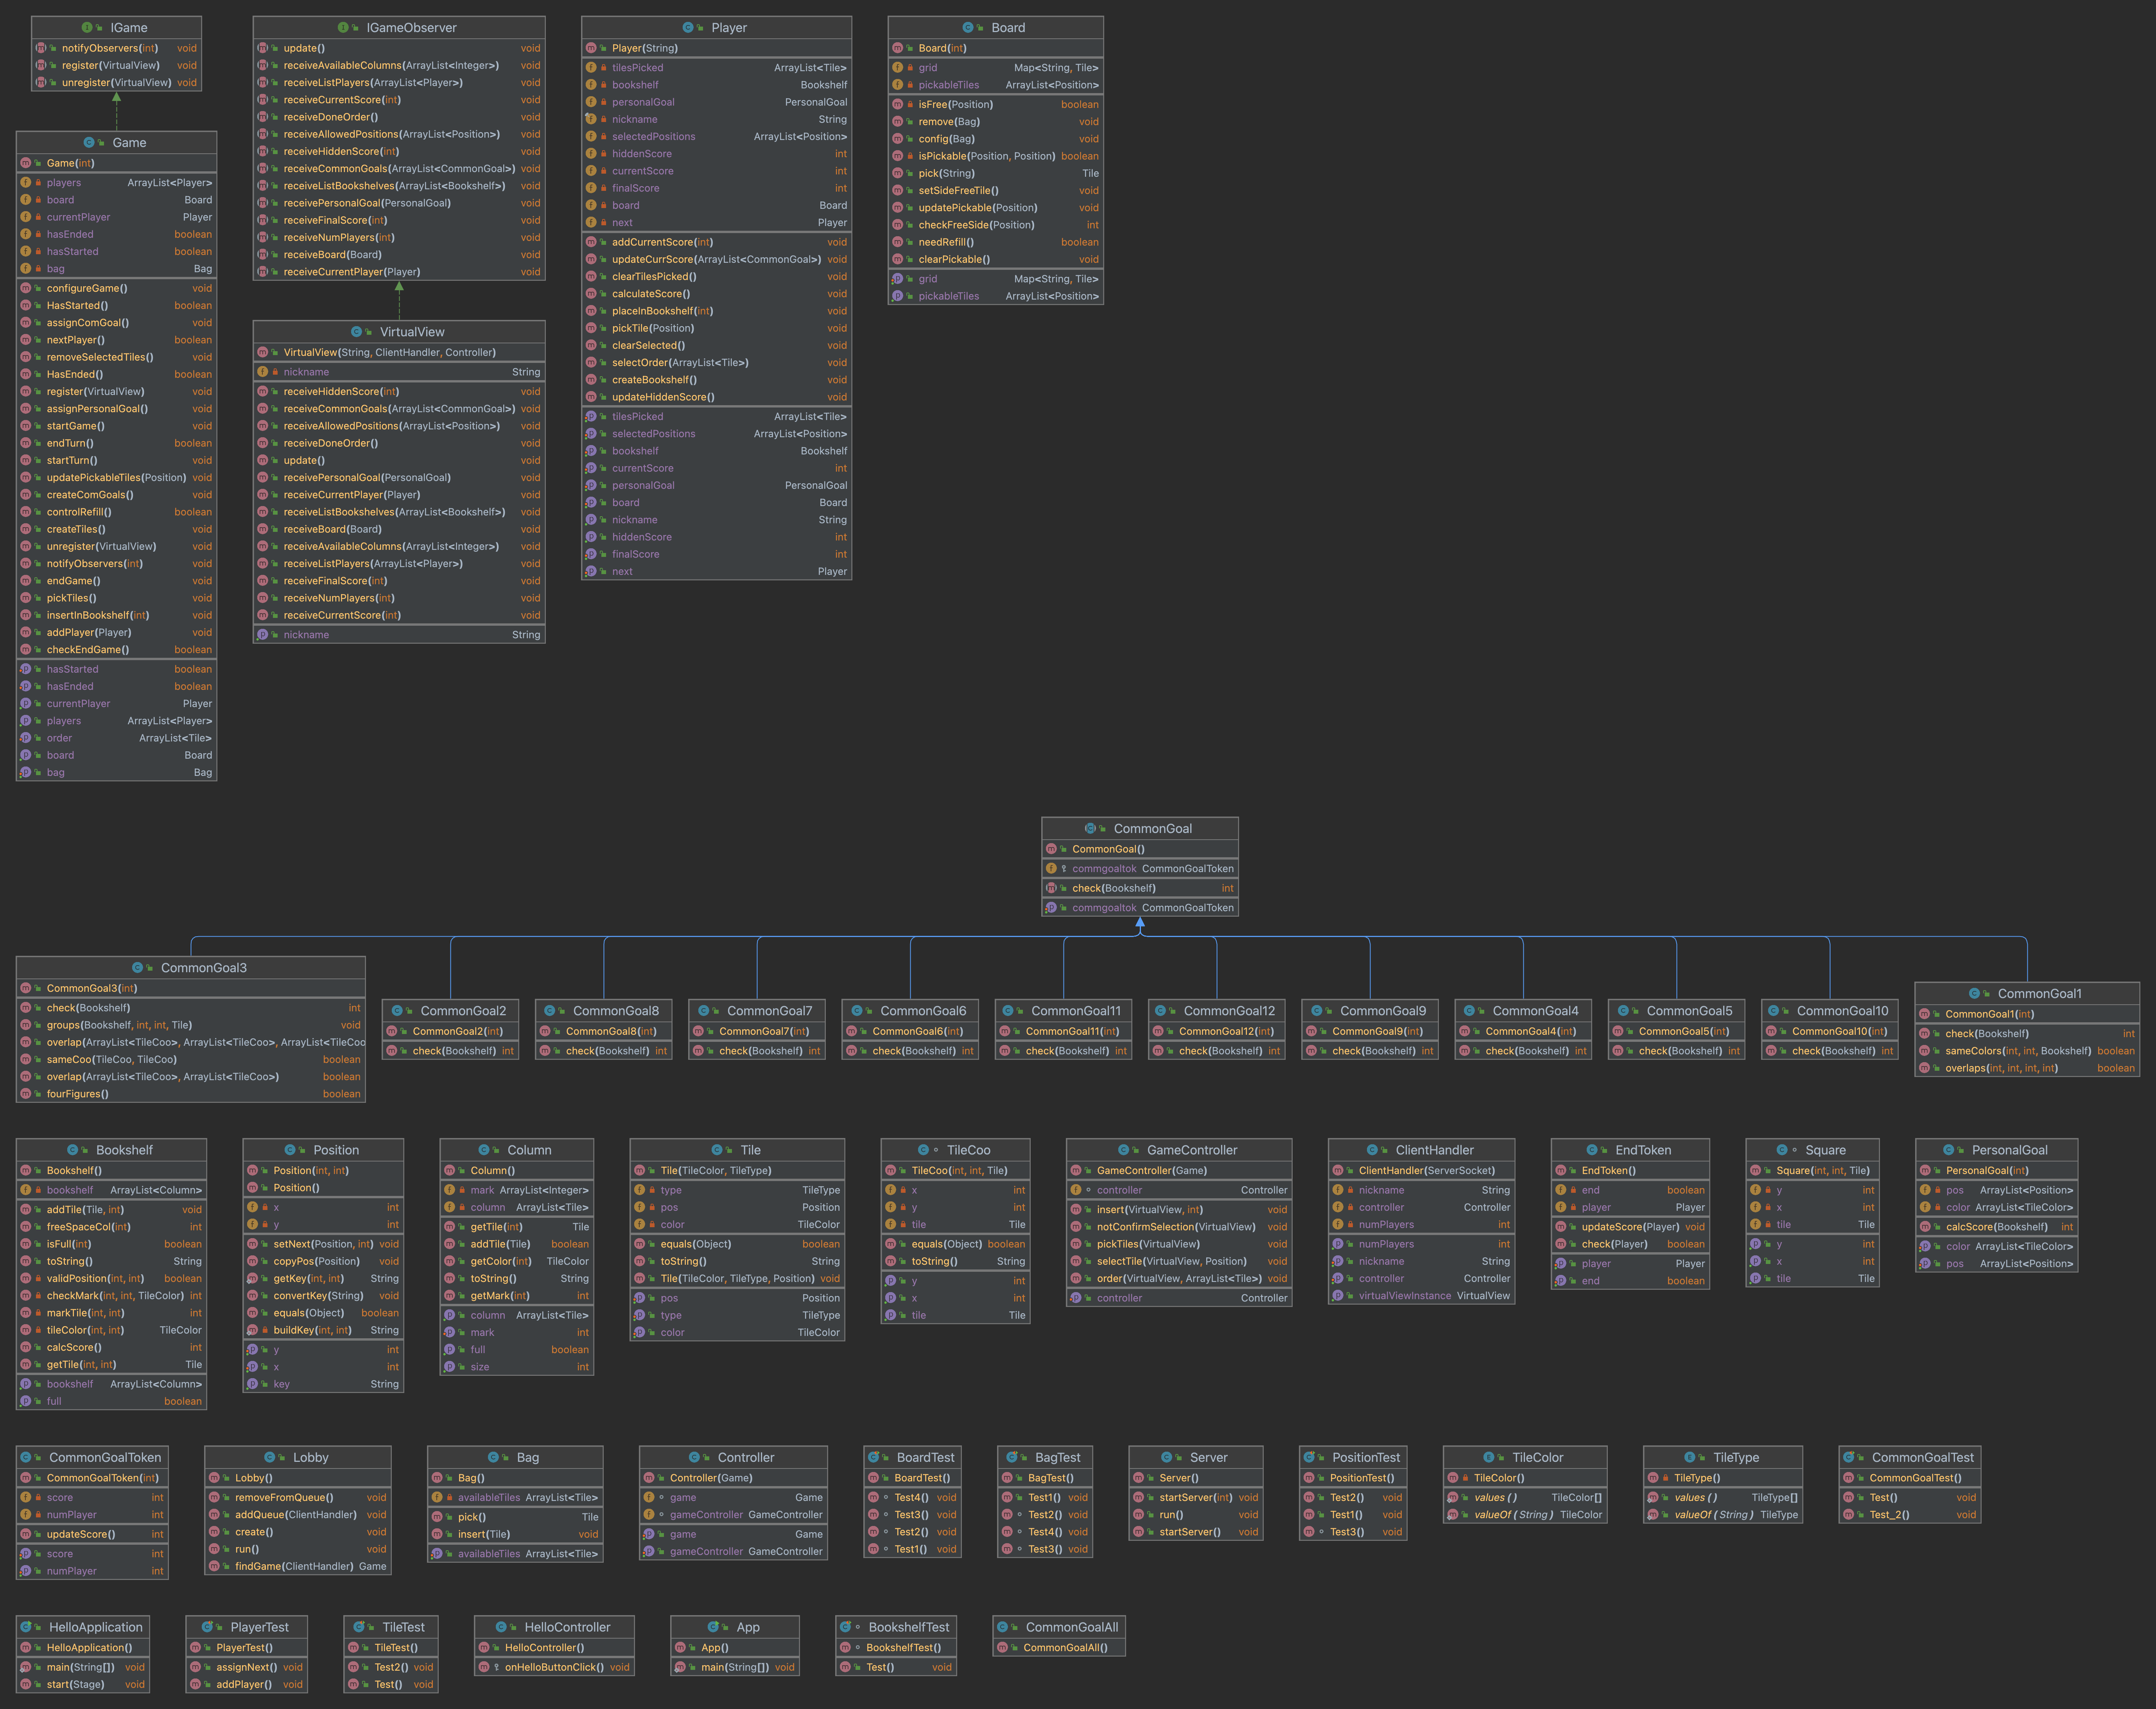 IGame
notifyObservers(int) void
register(VirtualView) void
unregister(VirtualView) void
Game
Game(int)
players ArrayList<Player>
board Board
currentPlayer Player
hasEnded boolean
hasStarted boolean
bag Bag
configureGame() void
HasStarted() boolean
assignComGoal() void
nextPlayer() boolean
removeSelectedTiles() void
HasEnded() boolean
register(VirtualView) void
assignPersonalGoal() void
startGame() void
endTurn() boolean
startTurn() void
updatePickableTiles(Position) void
createComGoals() void
controlRefill() boolean
createTiles() void
unregister(VirtualView) void
notifyObservers(int) void
endGame() void
pickTiles() void
insertInBookshelf(int) void
addPlayer(Player) void
checkEndGame() boolean
hasStarted boolean
hasEnded boolean
currentPlayer Player
players ArrayList<Player>
order ArrayList<Tile>
board Board
bag Bag
IGameObserver
update() void
receiveAvailableColumns(ArrayList<Integer>) void
receiveListPlayers(ArrayList<Player>) void
receiveCurrentScore(int) void
receiveDoneOrder() void
receiveAllowedPositions(ArrayList<Position>) void
receiveHiddenScore(int) void
receiveCommonGoals(ArrayList<CommonGoal>) void
receiveListBookshelves(ArrayList<Bookshelf>) void
receivePersonalGoal(PersonalGoal) void
receiveFinalScore(int) void
receiveNumPlayers(int) void
receiveBoard(Board) void
receiveCurrentPlayer(Player) void
VirtualView
VirtualView(String, ClientHandler, Controller)
nickname String
receiveHiddenScore(int) void
receiveCommonGoals(ArrayList<CommonGoal>) void
receiveAllowedPositions(ArrayList<Position>) void
receiveDoneOrder() void
update() void
receivePersonalGoal(PersonalGoal) void
receiveCurrentPlayer(Player) void
receiveListBookshelves(ArrayList<Bookshelf>) void
receiveBoard(Board) void
receiveAvailableColumns(ArrayList<Integer>) void
receiveListPlayers(ArrayList<Player>) void
receiveFinalScore(int) void
receiveNumPlayers(int) void
receiveCurrentScore(int) void
nickname String
Player
Player(String)
tilesPicked ArrayList<Tile>
bookshelf Bookshelf
personalGoal PersonalGoal
nickname String
selectedPositions ArrayList<Position>
hiddenScore int
currentScore int
finalScore int
board Board
next Player
addCurrentScore(int) void
updateCurrScore(ArrayList<CommonGoal>) void
clearTilesPicked() void
calculateScore() void
placeInBookshelf(int) void
pickTile(Position) void
clearSelected() void
selectOrder(ArrayList<Tile>) void
createBookshelf() void
updateHiddenScore() void
tilesPicked ArrayList<Tile>
selectedPositions ArrayList<Position>
bookshelf Bookshelf
currentScore int
personalGoal PersonalGoal
board Board
nickname String
hiddenScore int
finalScore int
next Player
Board
Board(int)
grid Map<String, Tile>
pickableTiles ArrayList<Position>
isFree(Position) boolean
remove(Bag) void
config(Bag) void
isPickable(Position, Position) boolean
pick(String) Tile
setSideFreeTile() void
updatePickable(Position) void
checkFreeSide(Position) int
needRefill() boolean
clearPickable() void
grid Map<String, Tile>
pickableTiles ArrayList<Position>
CommonGoal
CommonGoal()
commgoaltok CommonGoalToken
check(Bookshelf) int
commgoaltok CommonGoalToken
CommonGoal3
CommonGoal3(int)
check(Bookshelf) int
groups(Bookshelf, int, int, Tile) void
overlap(ArrayList<TileCoo>, ArrayList<TileCoo>, ArrayList<TileCoo
sameCoo(TileCoo, TileCoo) boolean
overlap(ArrayList<TileCoo>, ArrayList<TileCoo>) boolean
fourFigures() boolean
CommonGoal2
CommonGoal2(int)
check(Bookshelf) int
CommonGoal8
CommonGoal8(int)
check(Bookshelf) int
CommonGoal7
CommonGoal7(int)
check(Bookshelf) int
CommonGoal6
CommonGoal6(int)
check(Bookshelf) int
CommonGoal11
CommonGoal11(int)
check(Bookshelf) int
CommonGoal12
CommonGoal12(int)
check(Bookshelf) int
CommonGoal9
CommonGoal9(int)
check(Bookshelf) int
CommonGoal4
CommonGoal4(int)
check(Bookshelf) int
CommonGoal5
CommonGoal5(int)
check(Bookshelf) int
CommonGoal10
CommonGoal10(int)
check(Bookshelf) int
CommonGoal1
CommonGoal1(int)
check(Bookshelf) int
sameColors(int, int, Bookshelf) boolean
overlaps(int, int, int, int) boolean
Bookshelf
Bookshelf()
bookshelf ArrayList<Column>
addTile(Tile, int) void
freeSpaceCol(int) int
isFull(int) boolean
toString() String
validPosition(int, int) boolean
checkMark(int, int, TileColor) int
markTile(int, int) int
tileColor(int, int) TileColor
calcScore() int
getTile(int, int) Tile
bookshelf ArrayList<Column>
full boolean
Position
Position(int, int)
Position()
x int
y int
setNext(Position, int) void
copyPos(Position) void
getKey(int, int) String
convertKey(String) void
equals(Object) boolean
buildKey(int, int) String
y int
x int
key String
Column
Column()
mark ArrayList<Integer>
column ArrayList<Tile>
getTile(int) Tile
addTile(Tile) boolean
getColor(int) TileColor
toString() String
getMark(int) int
column ArrayList<Tile>
mark int
full boolean
size int
Tile
Tile(TileColor, TileType)
type TileType
pos Position
color TileColor
equals(Object) boolean
toString() String
Tile(TileColor, TileType, Position) void
pos Position
type TileType
color TileColor
TileCoo
TileCoo(int, int, Tile)
x int
y int
tile Tile
equals(Object) boolean
toString() String
y int
x int
tile Tile
GameController
GameController(Game)
controller Controller
insert(VirtualView, int) void
notConfirmSelection(VirtualView) void
pickTiles(VirtualView) void
selectTile(VirtualView, Position) void
order(VirtualView, ArrayList<Tile>) void
controller Controller
ClientHandler
ClientHandler(ServerSocket)
nickname String
controller Controller
numPlayers int
numPlayers int
nickname String
controller Controller
virtualViewInstance VirtualView
EndToken
EndToken()
end boolean
player Player
updateScore(Player) void
check(Player) boolean
player Player
end boolean
Square
Square(int, int, Tile)
y int
x int
tile Tile
y int
x int
tile Tile
PersonalGoal
PersonalGoal(int)
pos ArrayList<Position>
color ArrayList<TileColor>
calcScore(Bookshelf) int
color ArrayList<TileColor>
pos ArrayList<Position>
CommonGoalToken
CommonGoalToken(int)
score int
numPlayer int
updateScore() int
score int
numPlayer int
Lobby
Lobby()
removeFromQueue() void
addQueue(ClientHandler) void
create() void
run() void
findGame(ClientHandler) Game
Bag
Bag()
availableTiles ArrayList<Tile>
pick() Tile
insert(Tile) void
availableTiles ArrayList<Tile>
Controller
Controller(Game)
game Game
gameController GameController
game Game
gameController GameController
BoardTest
BoardTest()
Test4() void
Test3() void
Test2() void
Test1() void
BagTest
BagTest()
Test1() void
Test2() void
Test4() void
Test3() void
Server
Server()
startServer(int) void
run() void
startServer() void
PositionTest
PositionTest()
Test2() void
Test1() void
Test3() void
TileColor
TileColor()
values() TileColor[]
valueOf(String) TileColor
TileType
TileType()
values() TileType[]
valueOf(String) TileType
CommonGoalTest
CommonGoalTest()
Test() void
Test_2() void
HelloApplication
HelloApplication()
main(String[]) void
start(Stage) void
PlayerTest
PlayerTest()
assignNext() void
addPlayer() void
TileTest
TileTest()
Test2() void
Test() void
HelloController
HelloController()
onHelloButtonClick() void
App
App()
main(String[]) void
BookshelfTest
BookshelfTest()
Test() void
CommonGoalAll
CommonGoalAll()